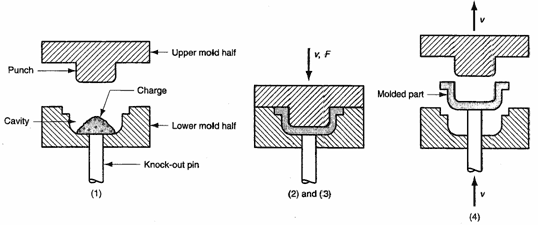 Upper mold half
Punch
Charge
Cavity
Lower mold half
Knock-out pin
(1)
v, F
(2) and (3)
v
Molded part
v
(4)